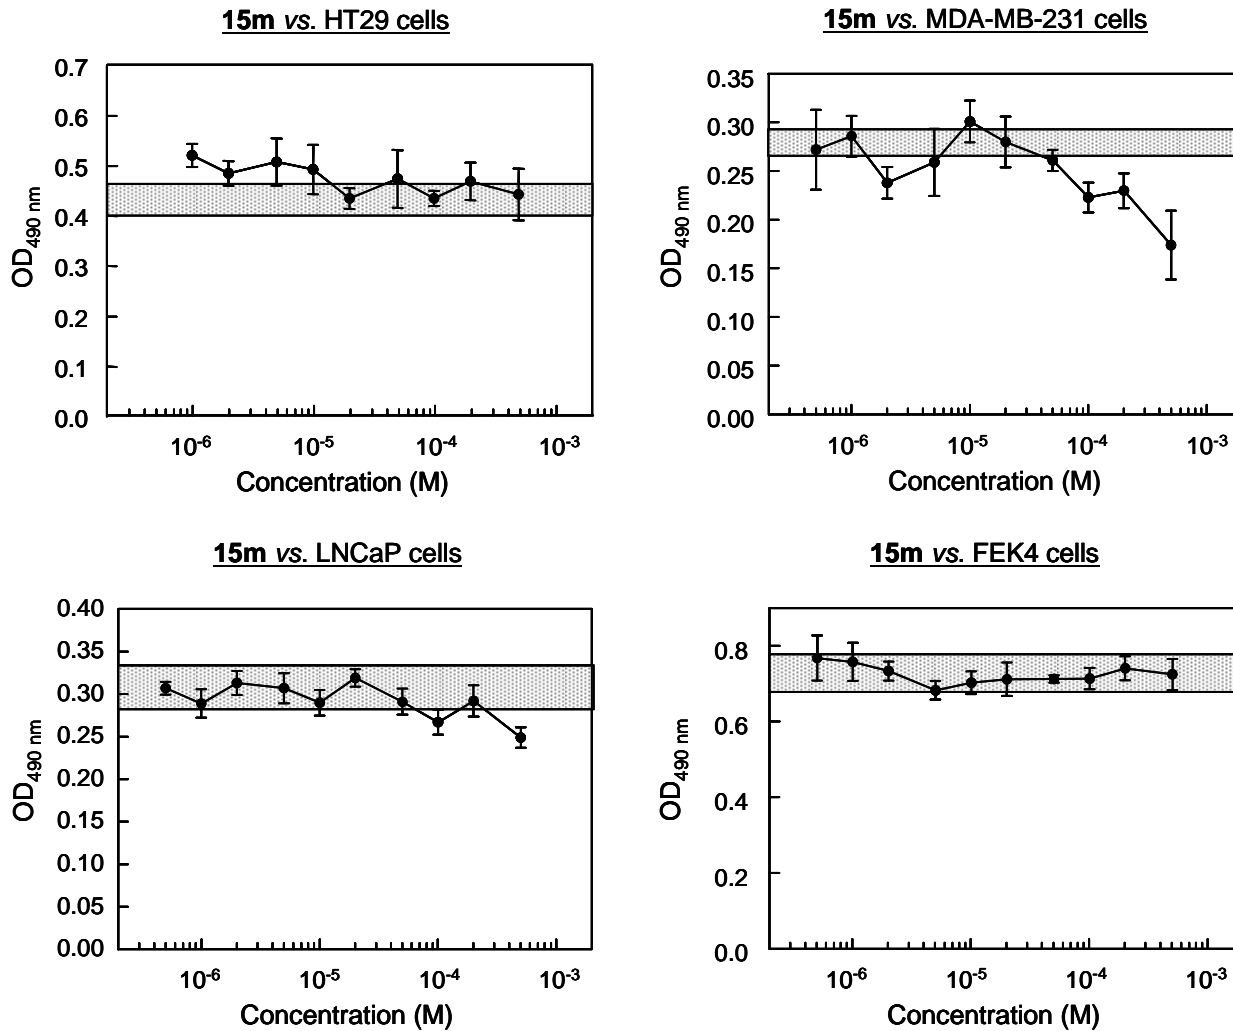 15m vs. HT29 cells
0.7
0.6
0.5
0.4
0.3
0.2
0.1
0.0
OD490 nm
10-6 10-5 10-4 10-3
Concentration (M)
15m vs. MDA-MB-231 cells
0.35
0.30
0.25
0.20
0.15
0.10
0.05
0.00
OD490 nm
10-6 10-5 10-4 10-3
Concentration (M)
15m vs. LNCaP cells
0.40
0.35
0.30
0.25
0.20
0.15
0.10
0.05
0.00
OD490 nm
10-6 10-5 10-4 10-3
Concentration (M)
15m vs. FEK4 cells
0.8
0.6
0.4
0.2
0.0
OD490 nm
10-6 10-5 10-4 10-3
Concentration (M)